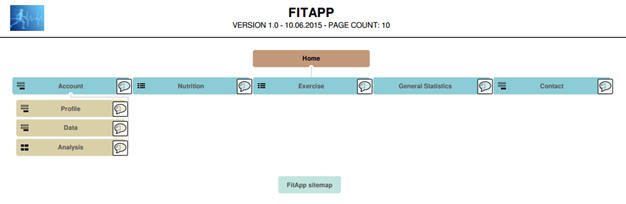 FITAPP
VERSION 1.0 - 10.06.2015 - PAGE COUNT: 10
Home
Account
Nutrition
Exercise
General Statistics
Contact
Profile
Data
Analysis
FitApp sitemap